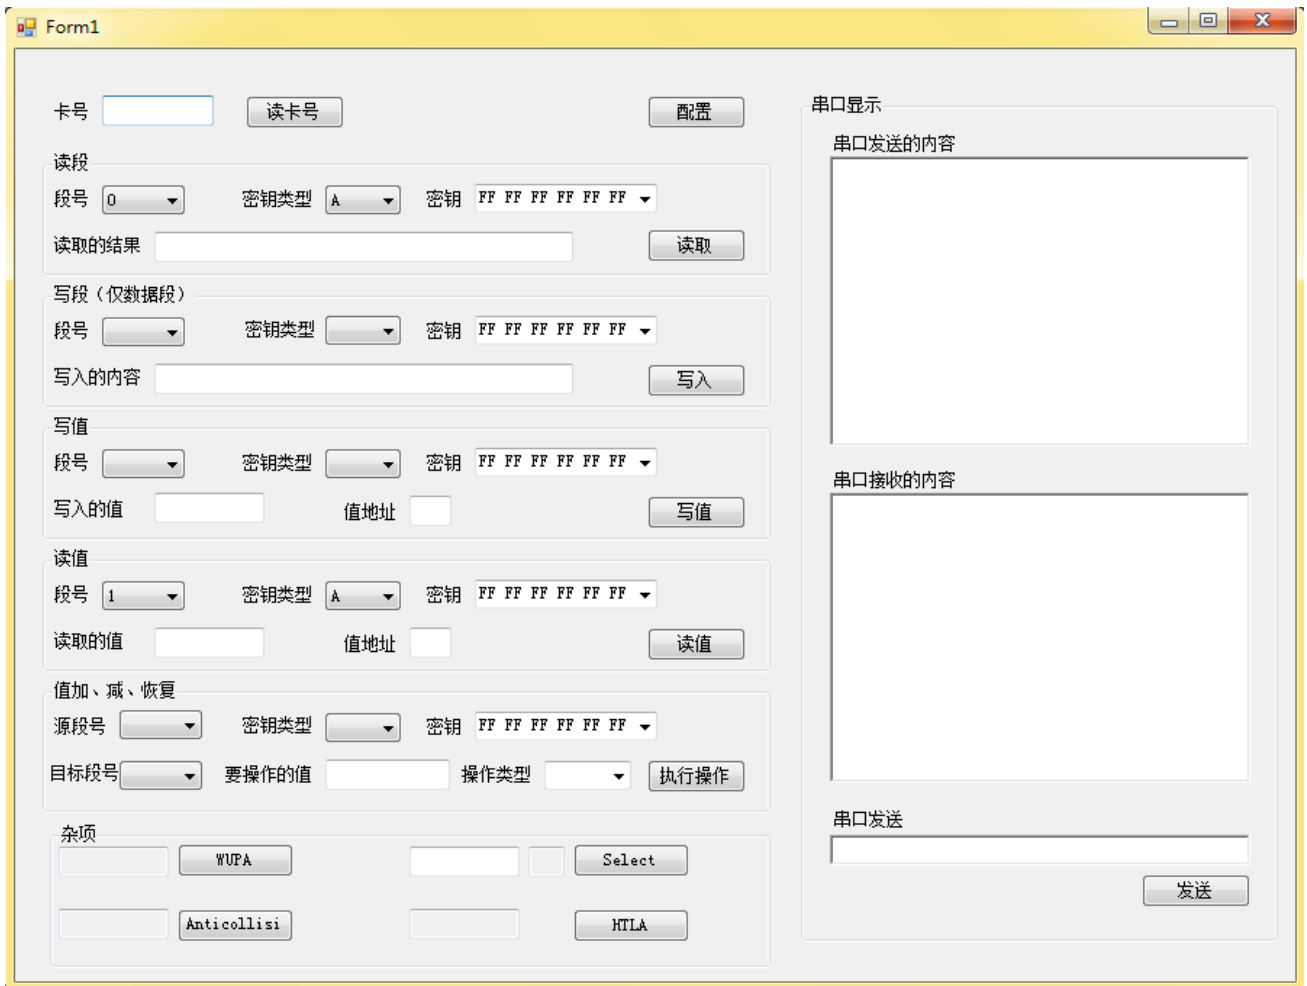 Form1
卡号 读卡号 配置
读段
段号 0 密钥类型 A 密钥 FF FF FF FF FF FF
读取的结果 读取
写段（仅数据段）
段号 密钥类型 密钥 FF FF FF FF FF FF
写入的内容 写入
写值
段号 密钥类型 密钥 FF FF FF FF FF FF
写入的值 值地址 写值
读值
段号 1 密钥类型 A 密钥 FF FF FF FF FF FF
读取的值 值地址 读值
值加、减、恢复
源段号 密钥类型 密钥 FF FF FF FF FF FF
目标段号 要操作的值 操作类型 执行操作
杂项
WUPA Select
Anticollisi HTLA
串口显示
串口发送的内容
串口接收的内容
串口发送
发送